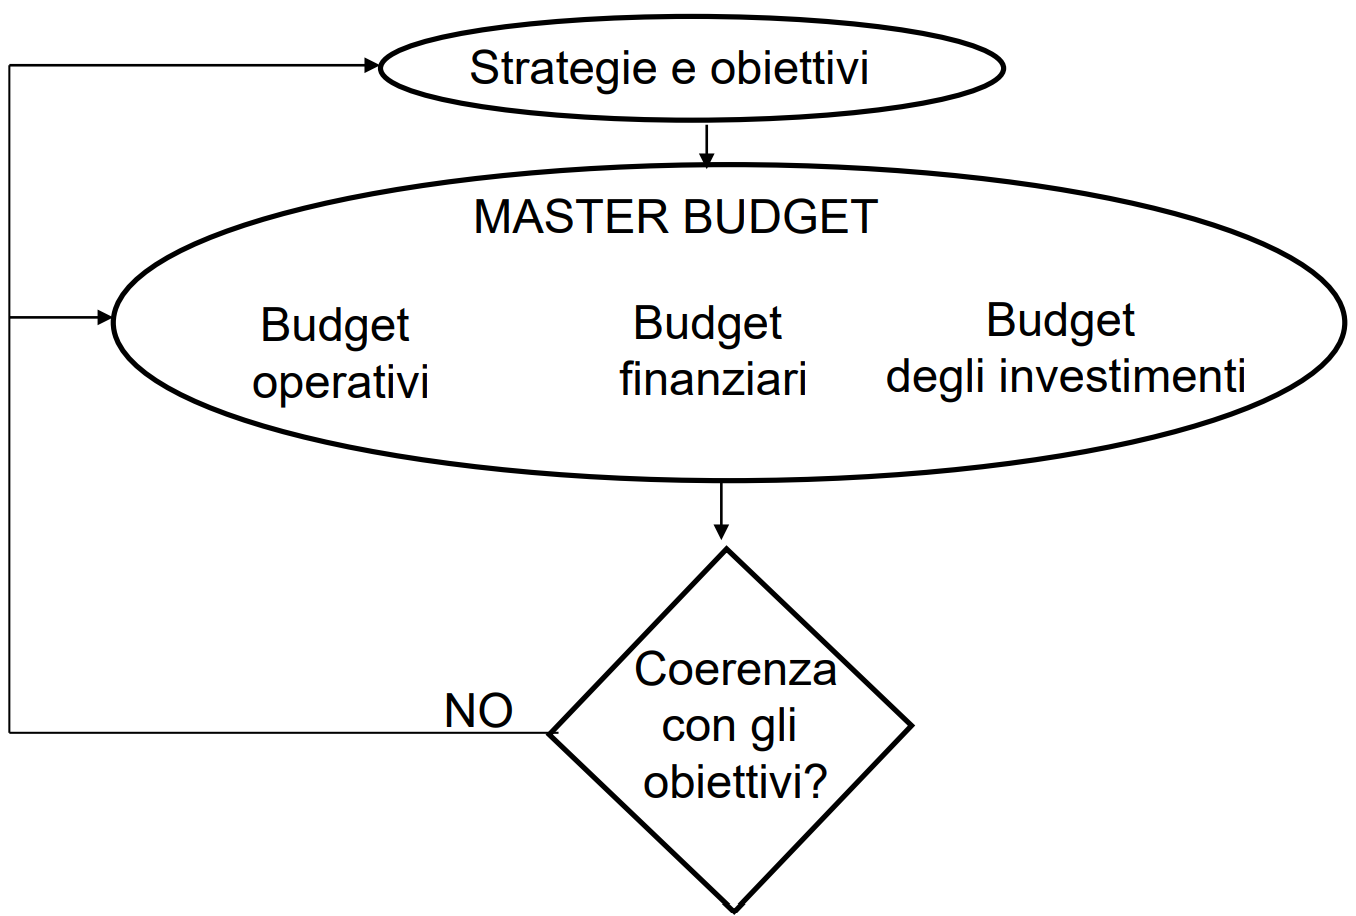 Strategie e obiettivi
MASTER BUDGET
Budget
operativi
Budget
finanziari
Budget
degli investimenti
Coerenza
con gli
obiettivi?
NO